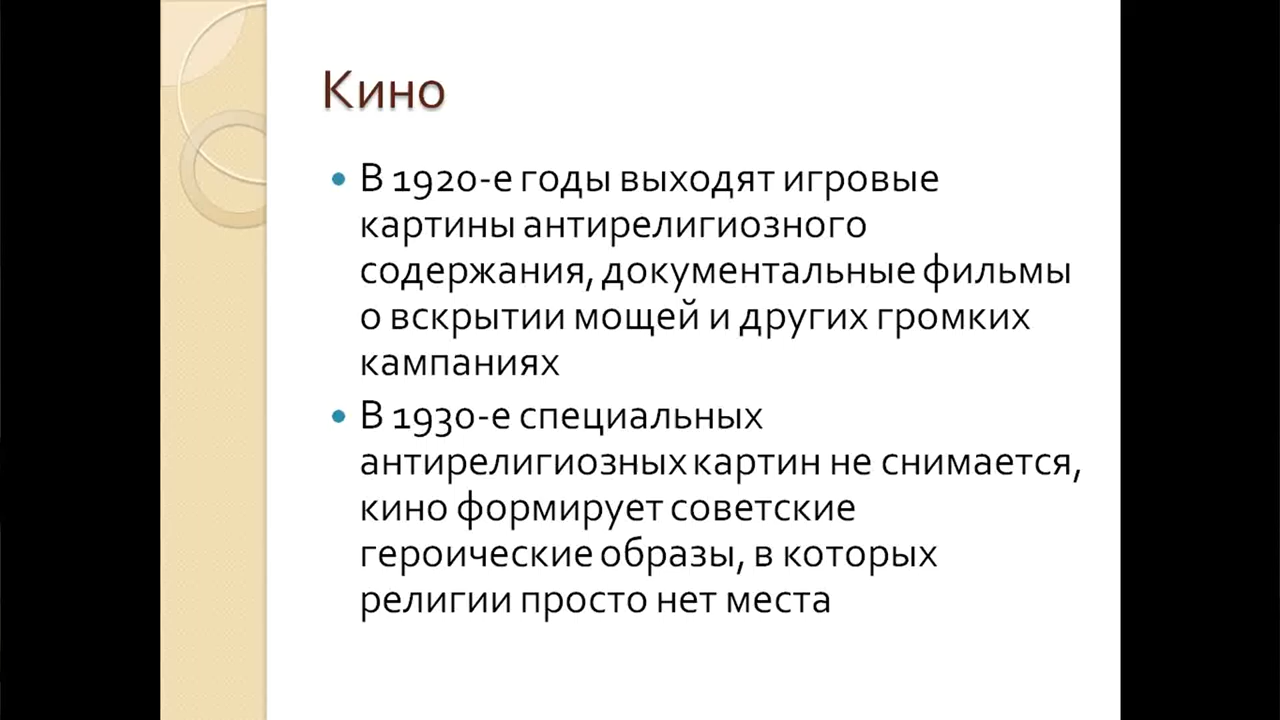 Кино
В 1920-е годы выходят игровые
картины антирелигиозного
содержания, документальные фильмы
о вскрытии мощей и других громких
кампаниях
В 1930-е специальных
антирелигиозных картин не снимается,
кино формирует советские
героические образы, в которых
религии просто нет места